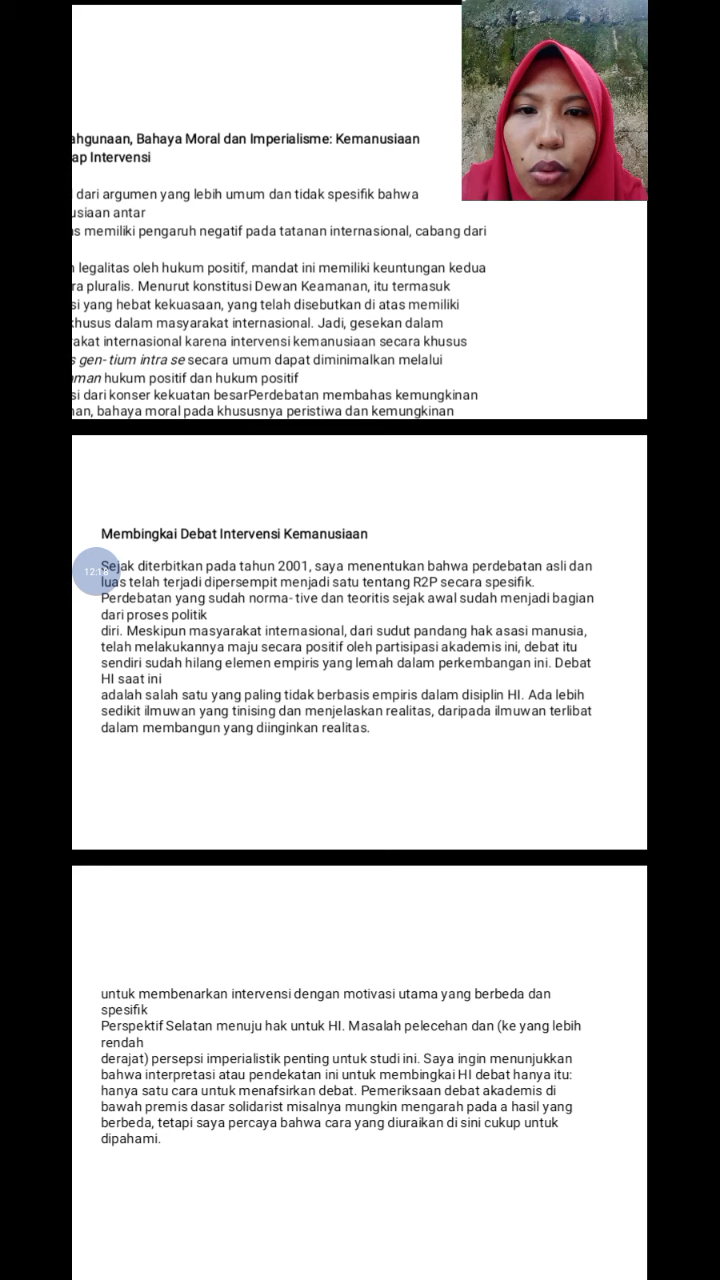 ahgunaan, Bahaya Moral dan Imperialisme: Kemanusiaan
ap Intervensi
i dari argumen yang lebih umum dan tidak spesifik bahwa
usiaan antar
as memiliki pengaruh negatif pada tatanan internasional, cabang dari
n legalitas oleh hukum positif, mandat ini memiliki keuntungan kedua
ra pluralis. Menurut konstitusi Dewan Keamanan, itu termasuk
si yang hebat kekuasaan, yang telah disebutkan di atas memiliki
khusus dalam masyarakat internasional. Jadi, gesekan dalam
rakat internasional karena intervensi kemanusiaan secara khusus
s gen- tium intra se secara umum dapat diminimalkan melalui
man hukum positif dan hukum positif
si dari konser kekuatan besarPerdebatan membahas kemungkinan
nan, bahaya moral pada khususnya peristiwa dan kemungkinan
Membingkai Debat Intervensi Kemanusiaan
12:18
Sejak diterbitkan pada tahun 2001, saya menentukan bahwa perdebatan asli dan
luas telah terjadi dipersempit menjadi satu tentang R2P secara spesifik.
Perdebatan yang sudah norma- tive dan teoritis sejak awal sudah menjadi bagian
dari proses politik
diri. Meskipun masyarakat internasional, dari sudut pandang hak asasi manusia,
telah melakukannya maju secara positif oleh partisipasi akademis ini, debat itu
sendiri sudah hilang elemen empiris yang lemah dalam perkembangan ini. Debat
HI saat ini
adalah salah satu yang paling tidak berbasis empiris dalam disiplin HI. Ada lebih
sedikit ilmuwan yang tinising dan menjelaskan realitas, daripada ilmuwan terlibat
dalam membangun yang diinginkan realitas.
untuk membenarkan intervensi dengan motivasi utama yang berbeda dan
spesifik
Perspektif Selatan menuju hak untuk HI. Masalah pelecehan dan (ke yang lebih
rendah
derajat) persepsi imperialistik penting untuk studi ini. Saya ingin menunjukkan
bahwa interpretasi atau pendekatan ini untuk membingkai HI debat hanya itu:
hanya satu cara untuk menafsirkan debat. Pemeriksaan debat akademis di
bawah premis dasar solidarist misalnya mungkin mengarah pada a hasil yang
berbeda, tetapi saya percaya bahwa cara yang diuraikan di sini cukup untuk
dipahami.